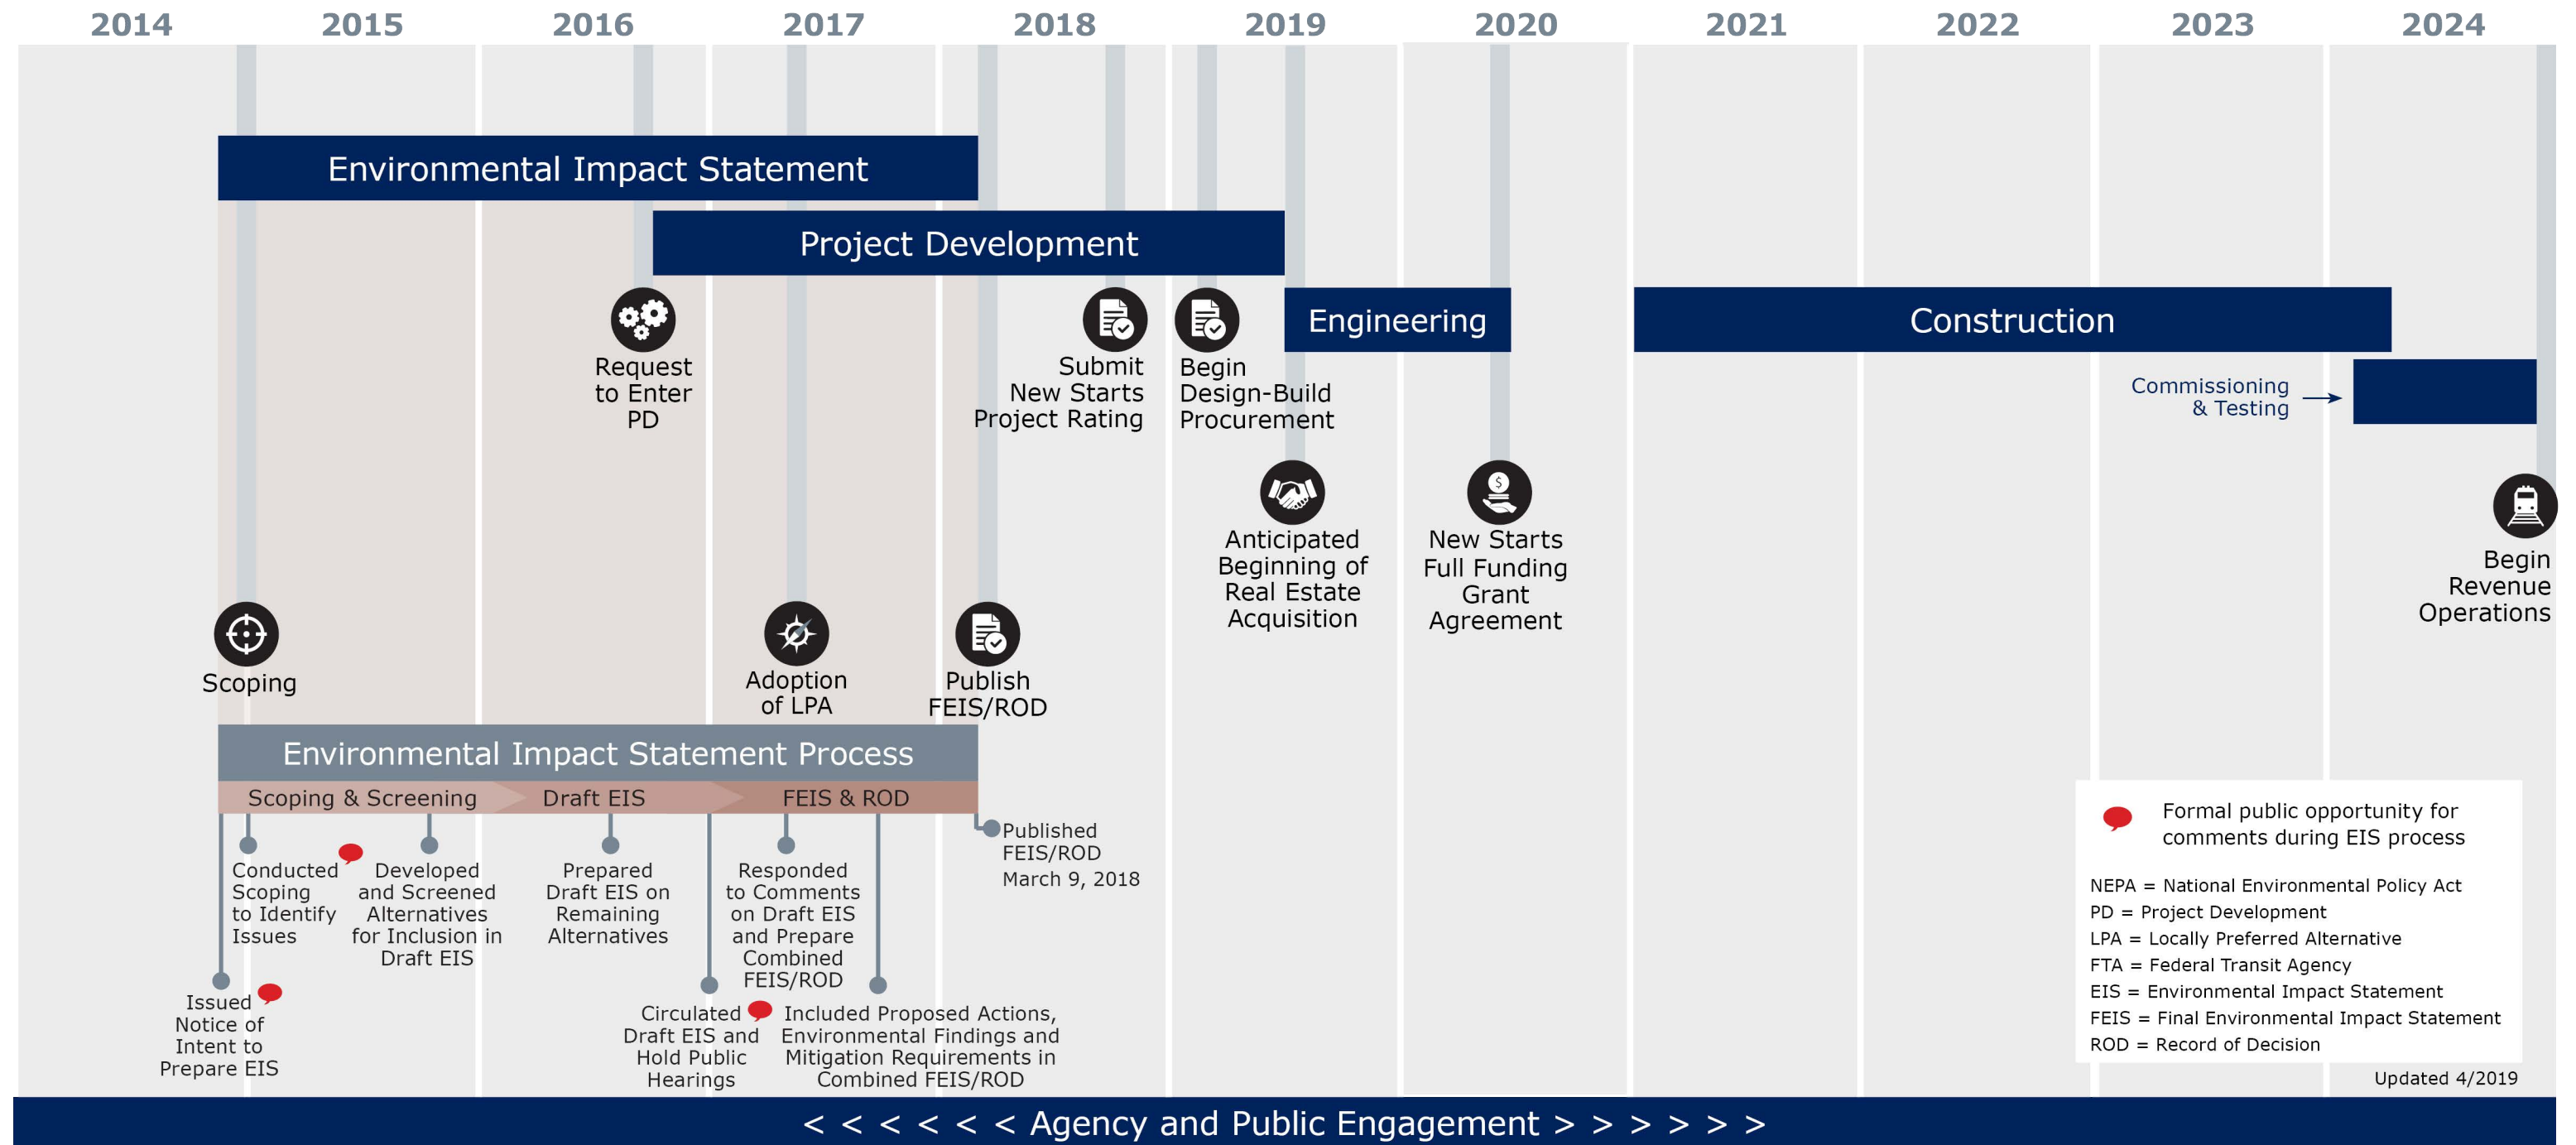 2014 2015 2016 2017 2018 2019 2020 2021 2022 2023 2024
Environmental Impact Statement
Project Development
Engineering
Construction
Commissioning
& Testing
Request
to Enter
PD
Submit
New Starts
Project Rating
Begin
Design-Build
Procurement
Anticipated
Beginning of
Real Estate
Acquisition
New Starts
Full Funding
Grant
Agreement
Begin
Revenue
Operations
Scoping
Adoption
of LPA
Publish
FEIS/ROD
Environmental Impact Statement Process
Scoping & Screening
Draft EIS
FEIS & ROD
Issued
Notice of
Intent to
Prepare EIS
Conducted
Scoping
to Identify
Issues
Developed
and Screened
Alternatives
for Inclusion in
Draft EIS
Prepared
Draft EIS on
Remaining
Alternatives
Circulated
Draft EIS and
Hold Public
Hearings
Responded
to Comments
on Draft EIS
and Prepare
Combined
FEIS/ROD
Included Proposed Actions,
Environmental Findings and
Mitigation Requirements in
Combined FEIS/ROD
Published
FEIS/ROD
March 9, 2018
Formal public opportunity for
comments during EIS process
NEPA = National Environmental Policy Act
PD = Project Development
LPA = Locally Preferred Alternative
FTA = Federal Transit Agency
EIS = Environmental Impact Statement
FEIS = Final Environmental Impact Statement
ROD = Record of Decision
Updated 4/2019
< < < < < < Agency and Public Engagement > > > > > >